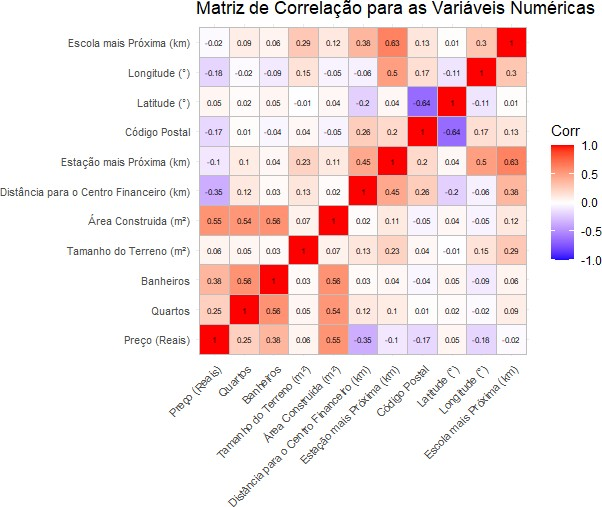 Matriz de Correlação para as Variáveis Numéricas
Escola mais Próxima (km) -0.02 0.09 0.06 0.29 0.12 0.38 0.63 0.13 0.01 0.3 1
Longitude (°) -0.18 -0.02 -0.09 0.15 -0.05 -0.06 0.5 0.17 -0.11 1 0.3
Latitude (°) 0.05 0.02 0.05 -0.01 0.04 -0.2 0.04 -0.64 1 -0.11 0.01
Código Postal -0.17 0.01 -0.04 0.04 -0.05 0.26 0.2 1 -0.64 0.17 0.13
Estação mais Próxima (km) -0.1 0.1 0.04 0.23 0.11 0.45 1 0.2 0.04 0.5 0.63
Distância para o Centro Financeiro (km) -0.35 0.12 0.03 0.13 0.02 1 0.45 0.26 -0.2 -0.06 0.38
Área Construida (m²) 0.55 0.54 0.56 0.07 1 0.02 0.11 -0.05 0.04 -0.05 0.12
Tamanho do Terreno (m²) 0.06 0.05 0.03 1 0.07 0.13 0.23 0.04 -0.01 0.15 0.29
Banheiros 0.38 0.56 1 0.03 0.56 0.03 0.04 -0.04 0.05 -0.09 0.06
Quartos 0.25 1 0.56 0.05 0.54 0.12 0.1 0.01 0.02 -0.02 0.09
Preço (Reais) 1 0.25 0.38 0.06 0.55 -0.35 -0.1 -0.17 0.05 -0.18 -0.02
Preço (Reais)
Quartos
Banheiros
Tamanho do Terreno (m²)
Área Construida (m²)
Distância para o Centro Financeiro (km)
Estação mais Próxima (km)
Código Postal
Latitude (°)
Longitude (°)
Escola mais Próxima (km)
Corr
1.0
0.5
0.0
-0.5
-1.0